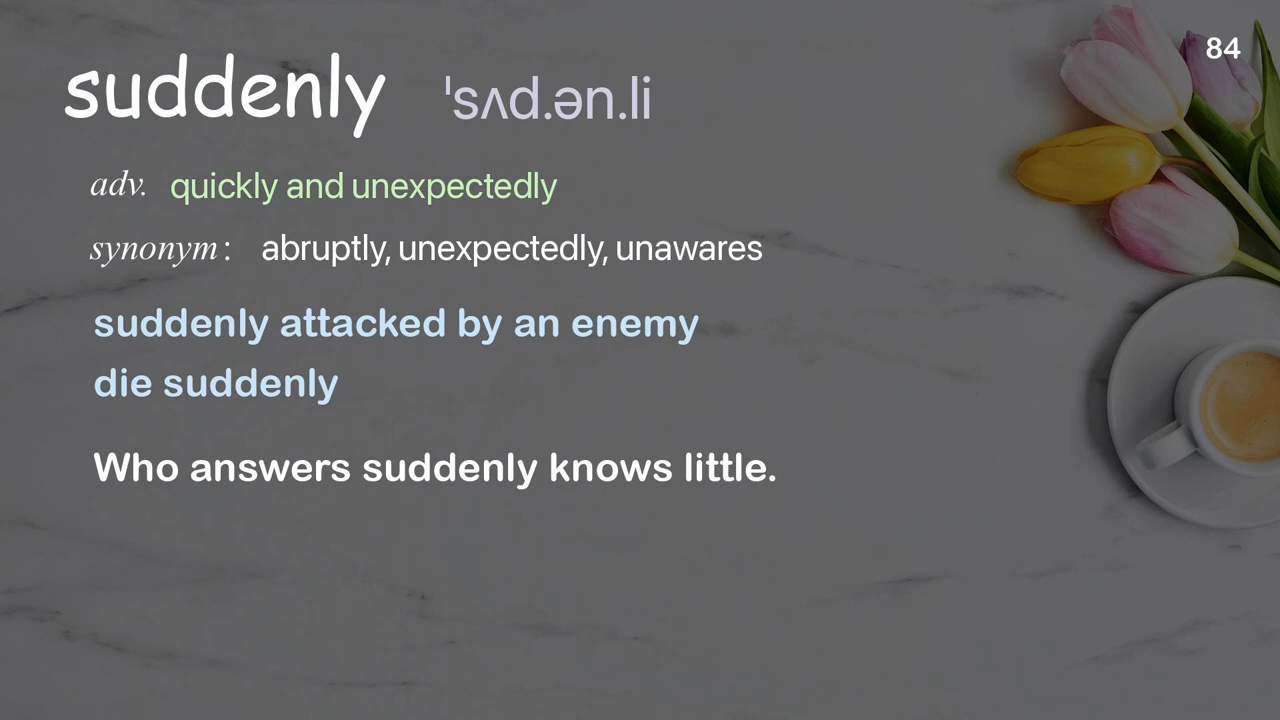 84
suddenly ˈsʌd.ən.li
adv. quickly and unexpectedly
synonym: abruptly, unexpectedly, unawares
suddenly attacked by an enemy
die suddenly
Who answers suddenly knows little.